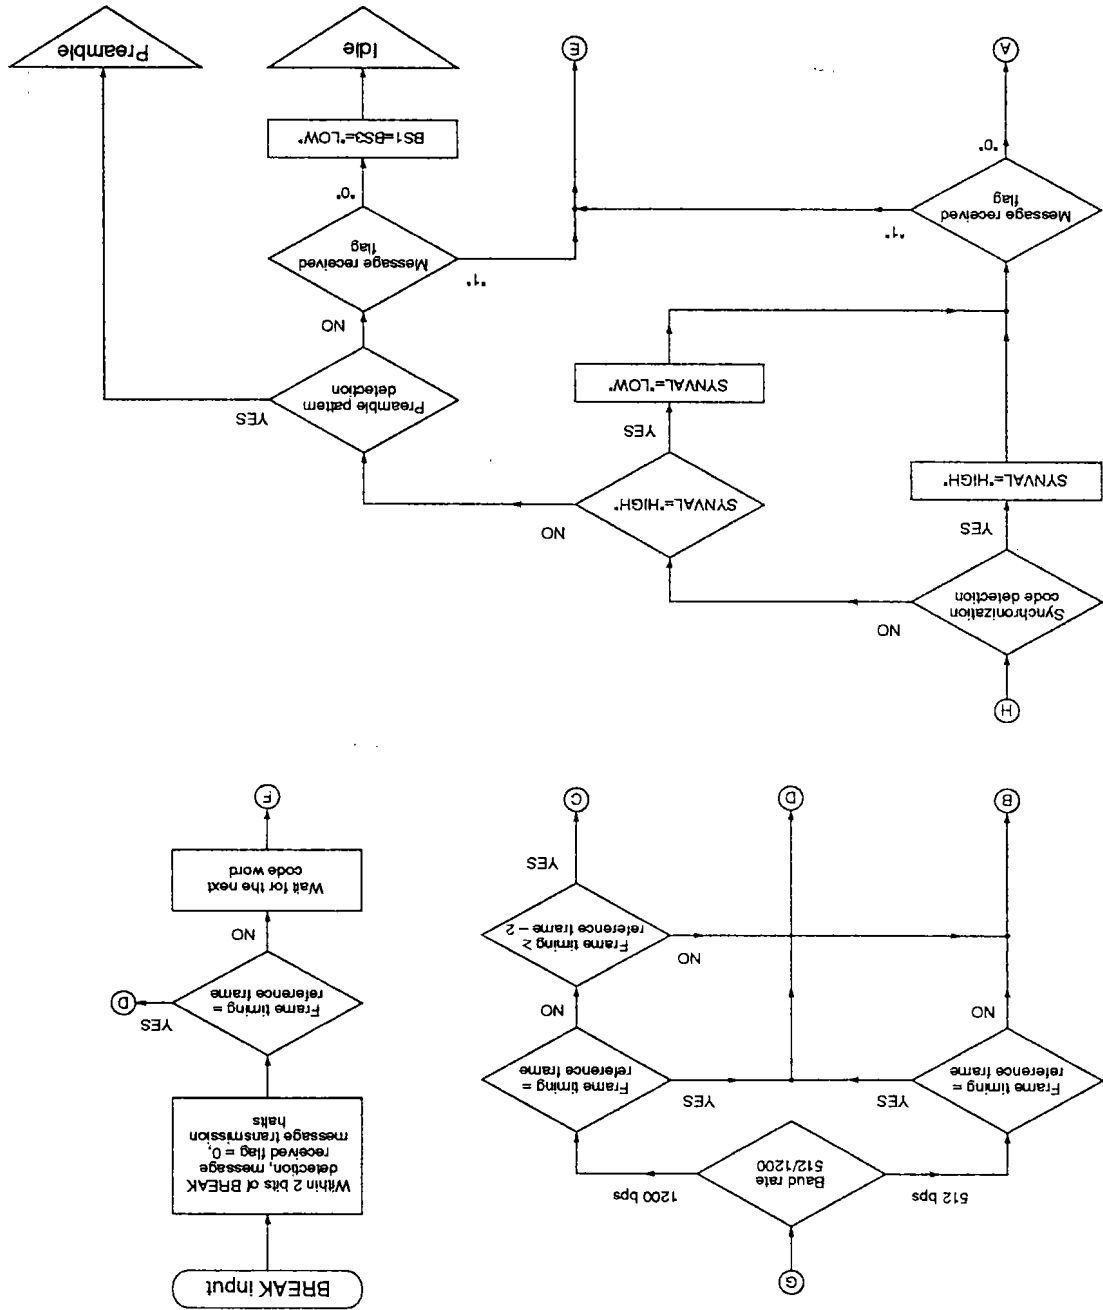 G
Baud rate
512/1200
512 bps
1200 bps
Frame timing =
reference frame
YES
NO
Frame timing =
reference frame
YES
NO
Frame timing ≥
reference frame – 2
NO
YES
B
D
C
BREAK input
Within 2 bits of BREAK
detection, message
received flag = 0,
message transmission
halts
Frame timing =
reference frame
YES
D
NO
Wait for the next
code word
F
H
Synchronization
code detection
NO
YES
SYNVAL="HIGH"
SYNVAL="HIGH"
NO
YES
SYNVAL="LOW"
Preamble pattern
detection
YES
NO
Message received
flag
"1"
"0"
Message received
flag
"1"
"0"
BS1=BS3="LOW"
A
E
Idle
Preamble